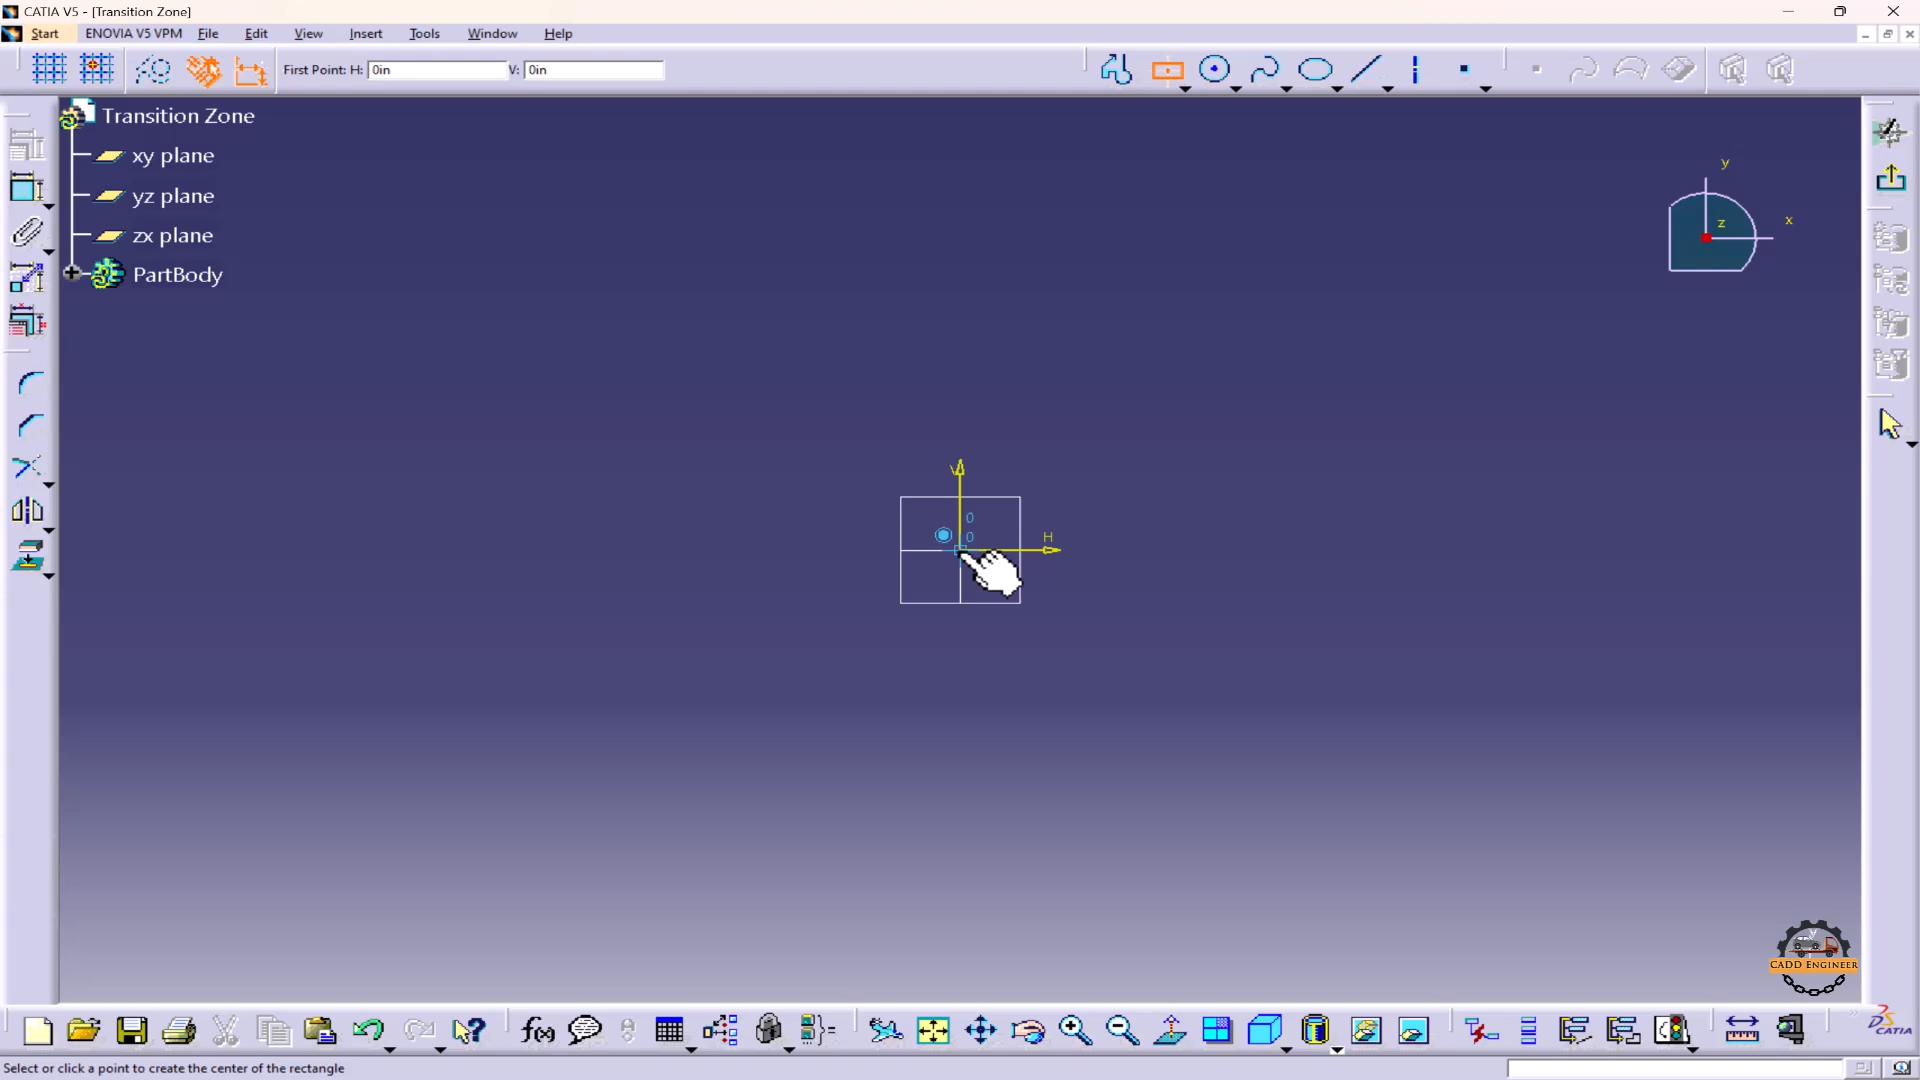 CATIA V5 - [Transition Zone]
Start ENOVIA V5 VPM File Edit View Insert Tools Window Help
First Point: H: 0in V: 0in
Transition Zone
xy plane
yz plane
zx plane
PartBody
y
x
z
V
0
0
H
y
CADD ENGINEER
f(x)
CATIA
Select or click a point to create the center of the rectangle